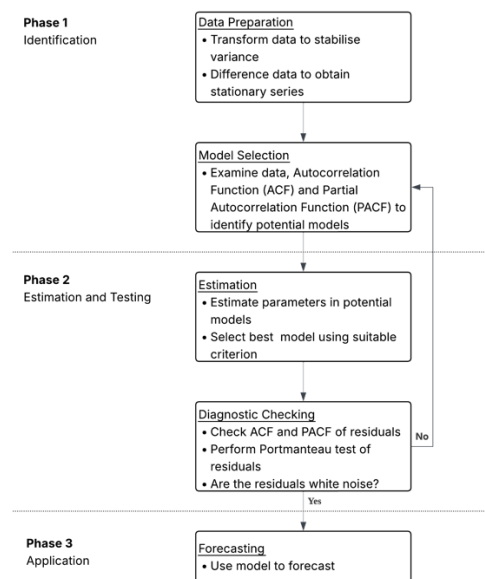 Phase 1
Identification
Data Preparation
• Transform data to stabilise
variance
• Difference data to obtain
stationary series
Model Selection
• Examine data, Autocorrelation
Function (ACF) and Partial
Autocorrelation Function (PACF) to
identify potential models
Phase 2
Estimation and Testing
Estimation
• Estimate parameters in potential
models
• Select best model using suitable
criterion
Diagnostic Checking
• Check ACF and PACF of residuals
• Perform Portmanteau test of
residuals
• Are the residuals white noise?
No
Yes
Phase 3
Application
Forecasting
• Use model to forecast